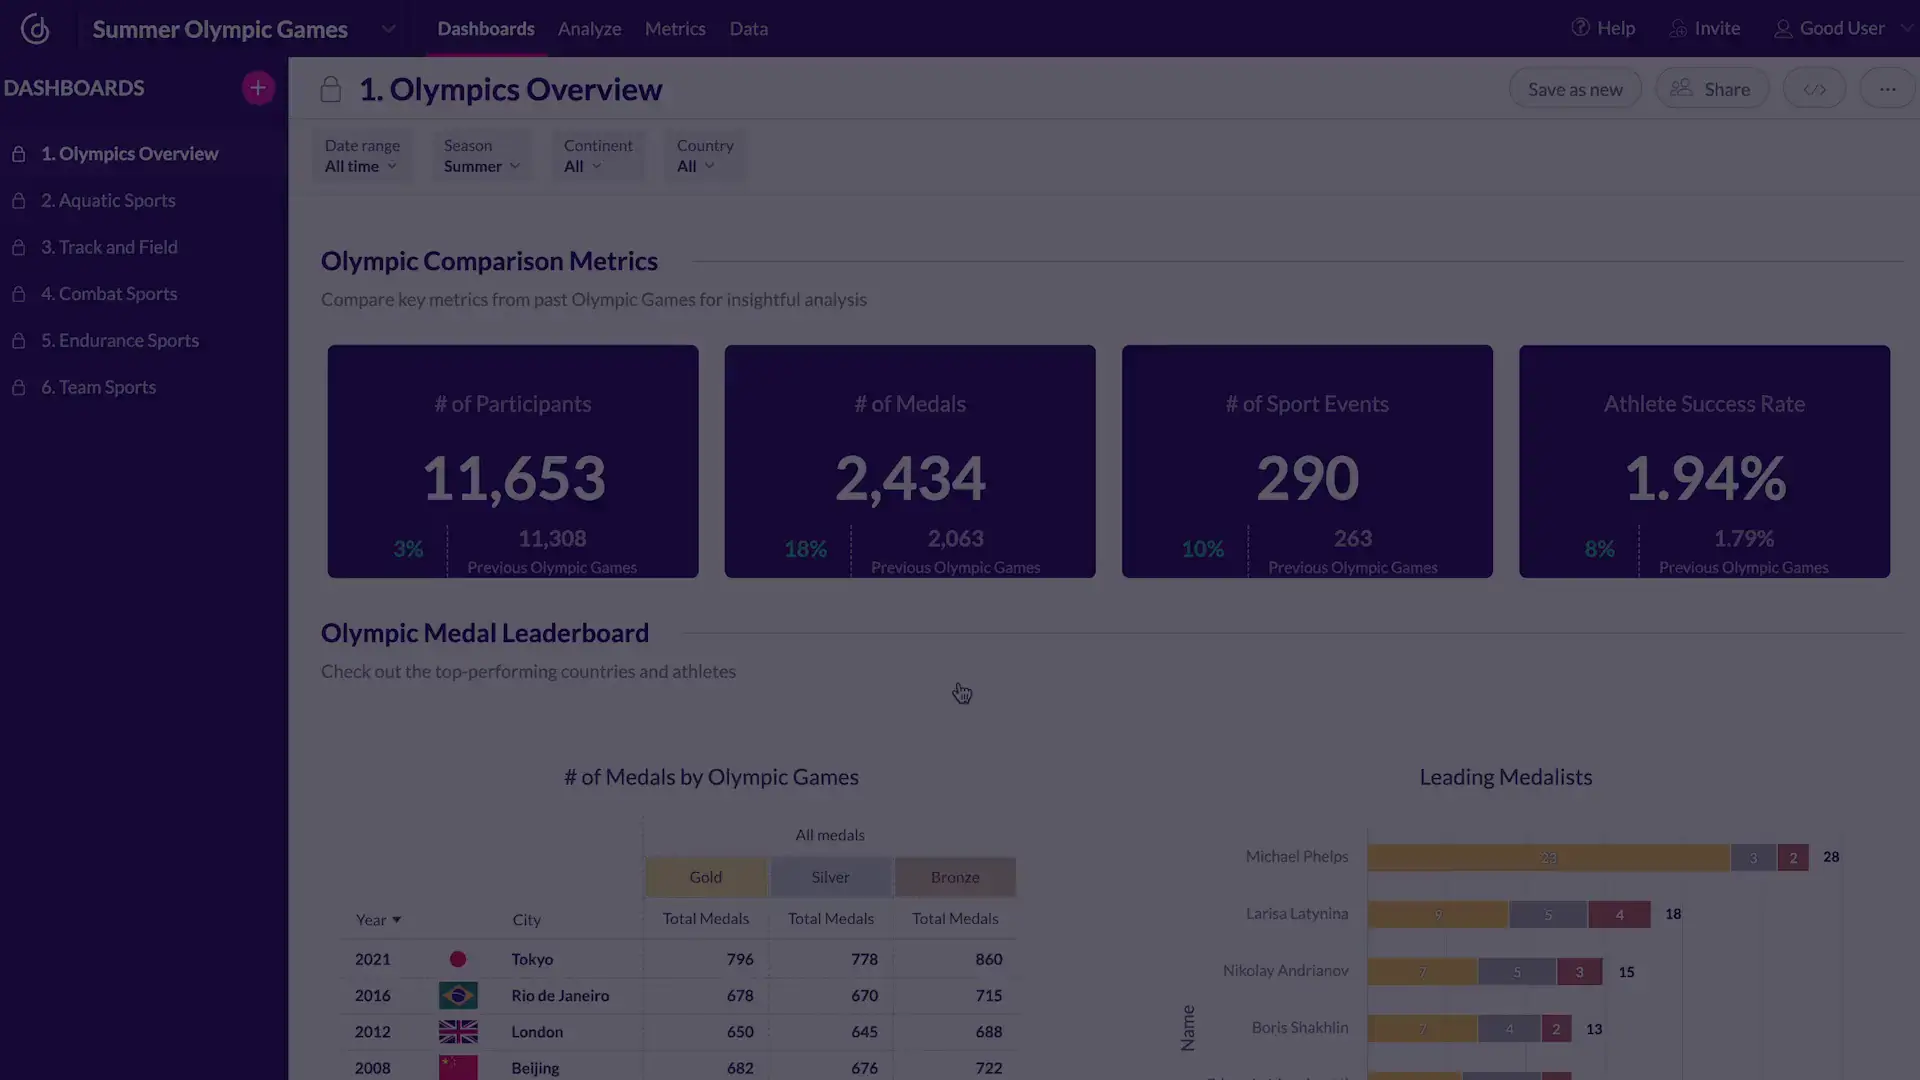 Summer Olympic Games
Dashboards
Analyze
Metrics
Data
Help
Invite
Good User
DASHBOARDS
+
1. Olympics Overview
2. Aquatic Sports
3. Track and Field
4. Combat Sports
5. Endurance Sports
6. Team Sports
1. Olympics Overview
Save as new
Share
</>
...
Date range
All time
Season
Summer
Continent
All
Country
All
Olympic Comparison Metrics
Compare key metrics from past Olympic Games for insightful analysis
# of Participants
11,653
3%
11,308
Previous Olympic Games
# of Medals
2,434
18%
2,063
Previous Olympic Games
# of Sport Events
290
10%
263
Previous Olympic Games
Athlete Success Rate
1.94%
8%
1.79%
Previous Olympic Games
Olympic Medal Leaderboard
Check out the top-performing countries and athletes
# of Medals by Olympic Games
All medals
Gold Silver Bronze
Year City Total Medals Total Medals Total Medals
2021 Tokyo 796 778 860
2016 Rio de Janeiro 678 670 715
2012 London 650 645 688
2008 Beijing 682 676 722
Leading Medalists
Name
Michael Phelps 23 3 2 28
Larisa Latynina 9 5 4 18
Nikolay Andrianov 7 5 3 15
Boris Shakhlin 7 4 2 13